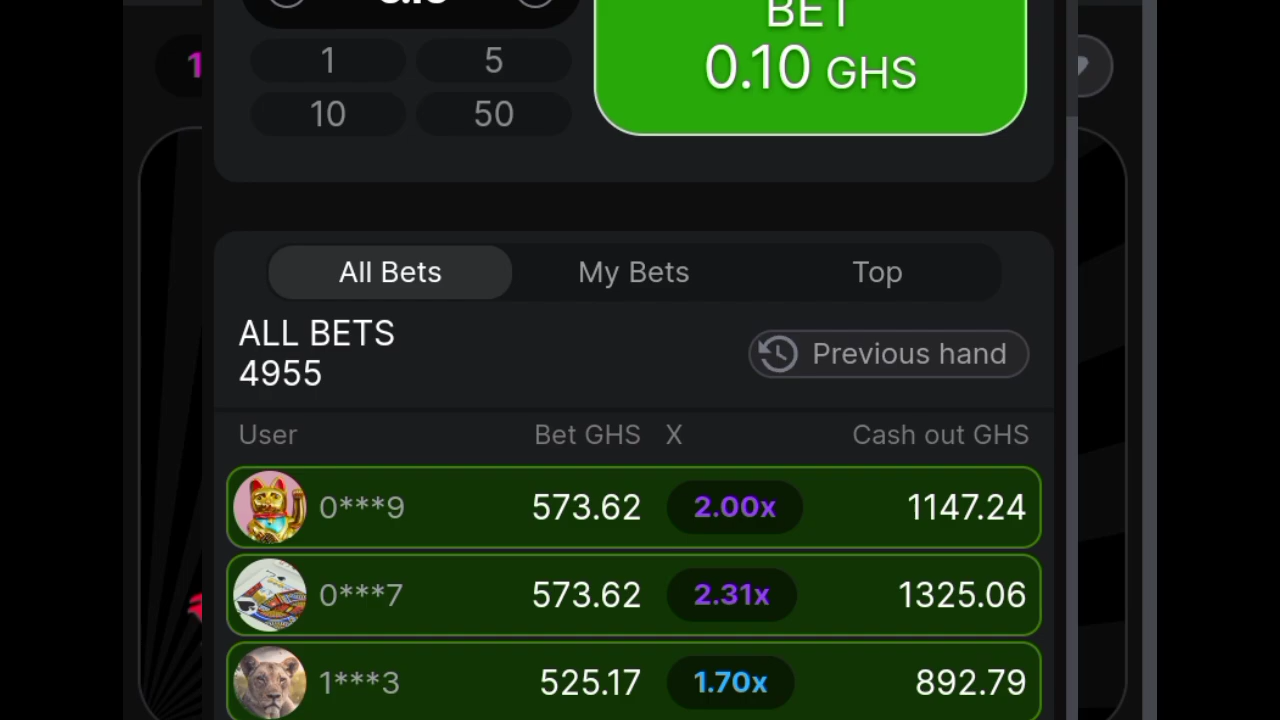 BET
0.10 GHS
1 5
10 50
All Bets My Bets Top
ALL BETS
4955
Previous hand
User Bet GHS X Cash out GHS
0***9 573.62 2.00x 1147.24
0***7 573.62 2.31x 1325.06
1***3 525.17 1.70x 892.79